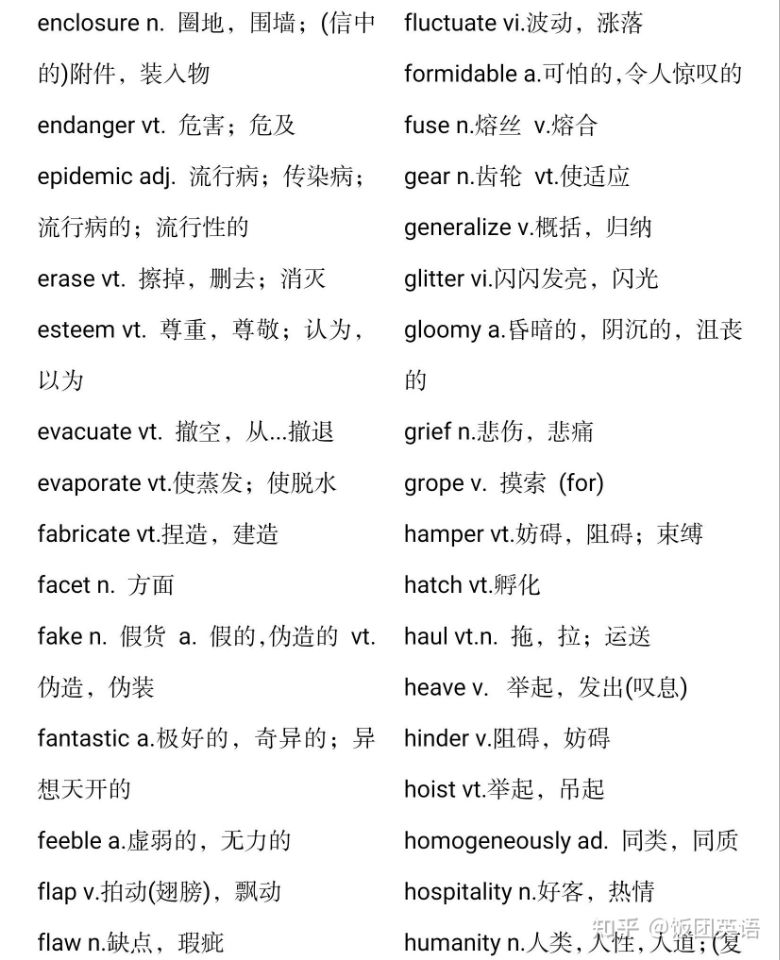 enclosure n. 圈地，围墙；(信中
的)附件，装入物
endanger vt. 危害；危及
epidemic adj. 流行病；传染病；
流行病的；流行性的
erase vt. 擦掉，删去；消灭
esteem vt. 尊重，尊敬；认为，
以为
evacuate vt. 撤空，从...撤退
evaporate vt.使蒸发；使脱水
fabricate vt.捏造，建造
facet n. 方面
fake n. 假货 a. 假的,伪造的 vt.
伪造，伪装
fantastic a.极好的，奇异的；异
想天开的
feeble a.虚弱的，无力的
flap v.拍动(翅膀)，飘动
flaw n.缺点，瑕疵
fluctuate vi.波动，涨落
formidable a.可怕的,令人惊叹的
fuse n.熔丝 v.熔合
gear n.齿轮 vt.使适应
generalize v.概括，归纳
glitter vi.闪闪发亮，闪光
gloomy a.昏暗的，阴沉的，沮丧
的
grief n.悲伤，悲痛
grope v. 摸索 (for)
hamper vt.妨碍，阻碍；束缚
hatch vt.孵化
haul vt.n. 拖，拉；运送
heave v. 举起，发出(叹息)
hinder v.阻碍，妨碍
hoist vt.举起，吊起
homogeneously ad. 同类，同质
hospitality n.好客，热情
humanity n.人类，人性，人道；(复
知乎 @饭团英语